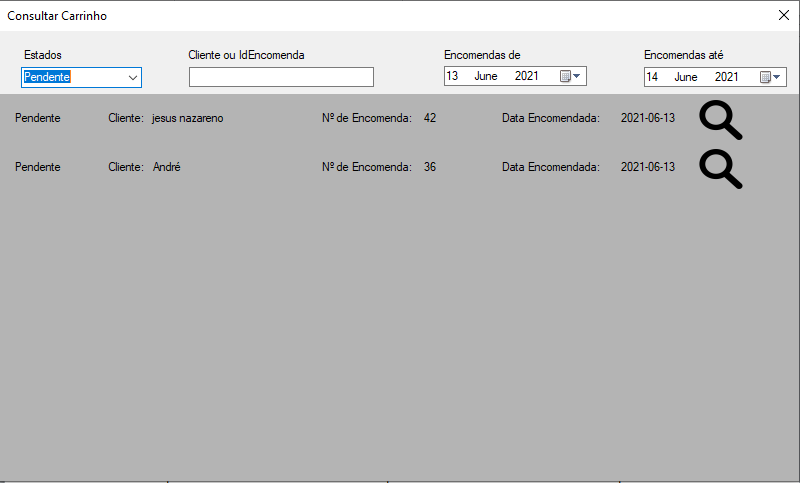 Consultar Carrinho
Estados Cliente ou IdEncomenda Encomendas de Encomendas até
Pendente 13 June 2021 14 June 2021
Pendente Cliente: jesus nazareno Nº de Encomenda: 42 Data Encomendada: 2021-06-13
Pendente Cliente: André Nº de Encomenda: 36 Data Encomendada: 2021-06-13